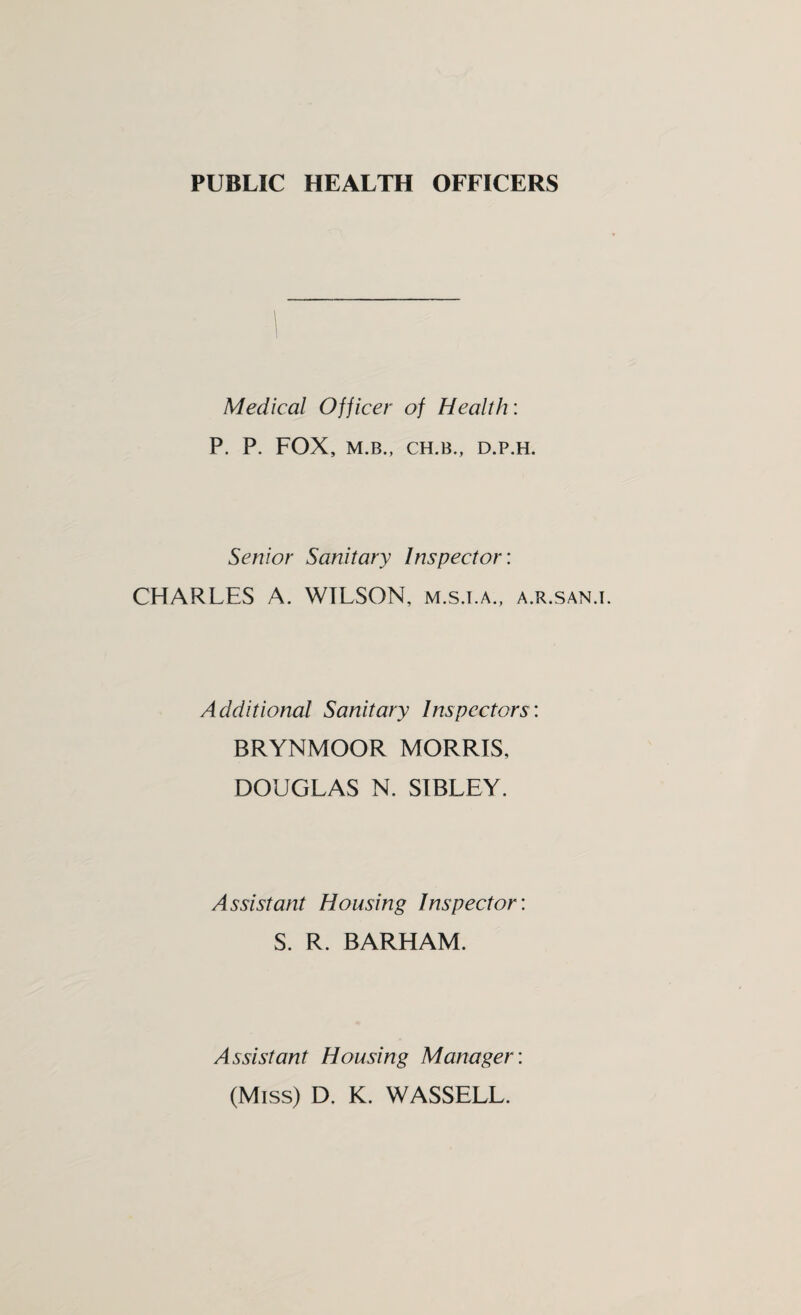 PUBLIC HEALTH OFFICERS
Medical Officer of Health:
P. P. FOX, M.B., CH.B., D.P.H.
Senior Sanitary Inspector:
CHARLES A. WILSON, M.S.I.A., A.R.SAN.I.
Additional Sanitary Inspectors:
BRYNMOOR MORRIS,
DOUGLAS N. SIBLEY.
Assistant Housing Inspector:
S. R. BARHAM.
Assistant Housing Manager:
(Miss) D. K. WASSELL.